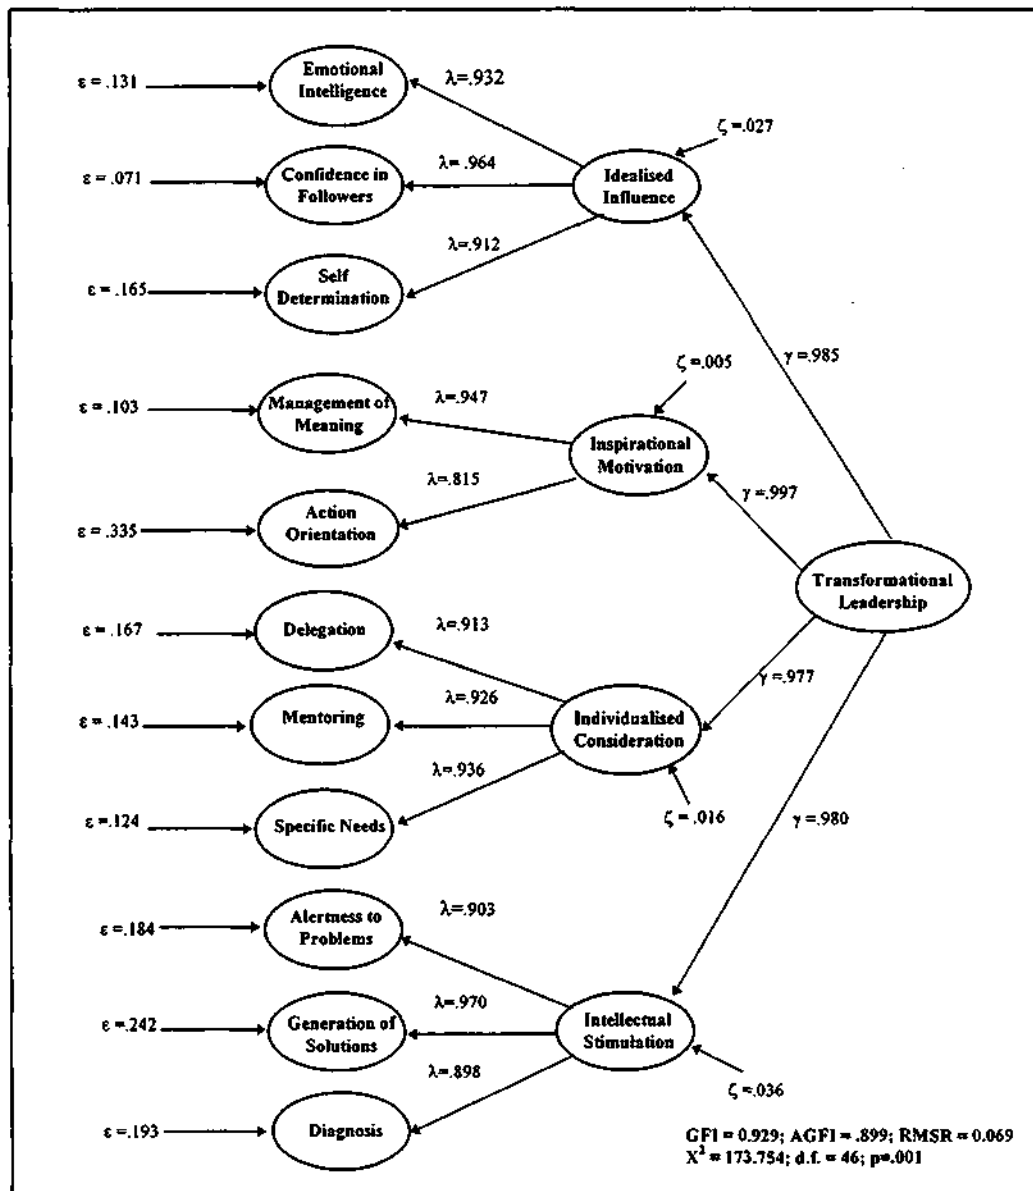 ε = .131
Emotional
Intelligence
λ=.932
ζ =.027
ε = .071
Confidence in
Followers
λ= .964
Idealised
Influence
λ=.912
ε = .165
Self
Determination
γ =.985
ζ =.005
ε = .103
Management of
Meaning
λ=.947
Inspirational
Motivation
λ=.815
γ =.997
ε = .335
Action
Orientation
Transformational
Leadership
ε = .167
Delegation
λ=.913
γ =.977
ε = .143
Mentoring
λ=.926
Individualised
Consideration
λ=.936
ε =.124
Specific Needs
ζ = .016
γ =.980
ε = .184
Alertness to
Problems
λ=.903
ε =.242
Generation of
Solutions
λ=.970
Intellectual
Stimulation
λ=.898
ζ =.036
ε =.193
Diagnosis
GFI = 0.929; AGFI = .899; RMSR = 0.069
X² = 173.754; d.f. = 46; p=.001